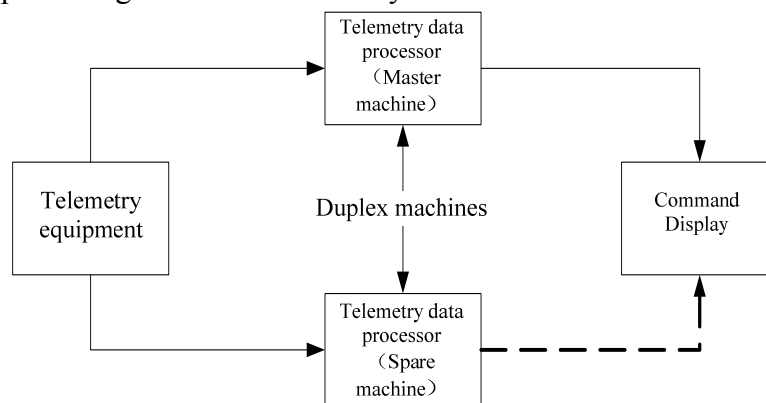 Telemetry data
processor
（Master
machine）
Telemetry
equipment
Duplex machines
Command
Display
Telemetry data
processor
（Spare
machine）